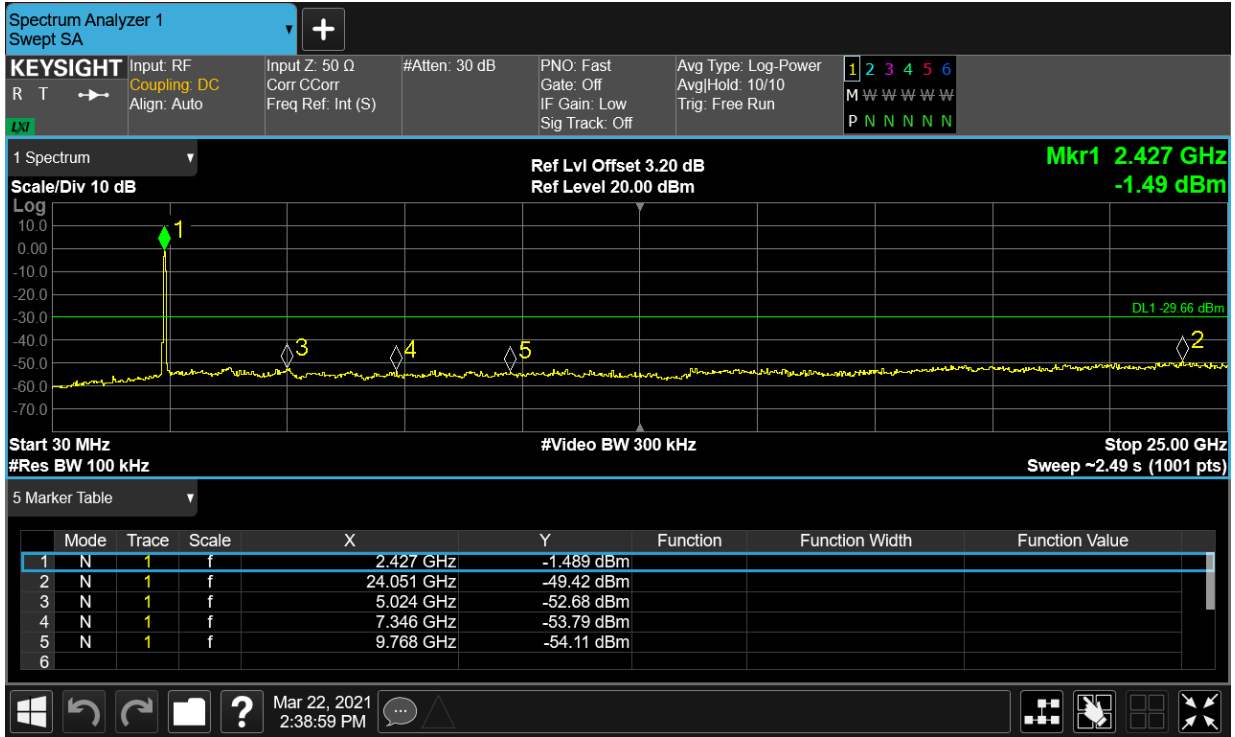 Spectrum Analyzer 1
Swept SA
KEYSIGHT
R T
LXI
Input: RF
Coupling: DC
Align: Auto
Input Z: 50 Ω
Corr CCorr
Freq Ref: Int (S)
#Atten: 30 dB
PNO: Fast
Gate: Off
IF Gain: Low
Sig Track: Off
Avg Type: Log-Power
Avg|Hold: 10/10
Trig: Free Run
1 2 3 4 5 6
M W W W W W
P N N N N N
1 Spectrum
Scale/Div 10 dB
Ref Lvl Offset 3.20 dB
Ref Level 20.00 dBm
Mkr1 2.427 GHz
-1.49 dBm
Log
10.0
0.00
-10.0
-20.0
-30.0
-40.0
-50.0
-60.0
-70.0
1
3
4
5
2
DL1 -29.66 dBm
Start 30 MHz
#Res BW 100 kHz
#Video BW 300 kHz
Stop 25.00 GHz
Sweep ~2.49 s (1001 pts)
5 Marker Table
Mode Trace Scale X Y Function Function Width Function Value
1 N 1 f 2.427 GHz -1.489 dBm
2 N 1 f 24.051 GHz -49.42 dBm
3 N 1 f 5.024 GHz -52.68 dBm
4 N 1 f 7.346 GHz -53.79 dBm
5 N 1 f 9.768 GHz -54.11 dBm
6
?
Mar 22, 2021
2:38:59 PM